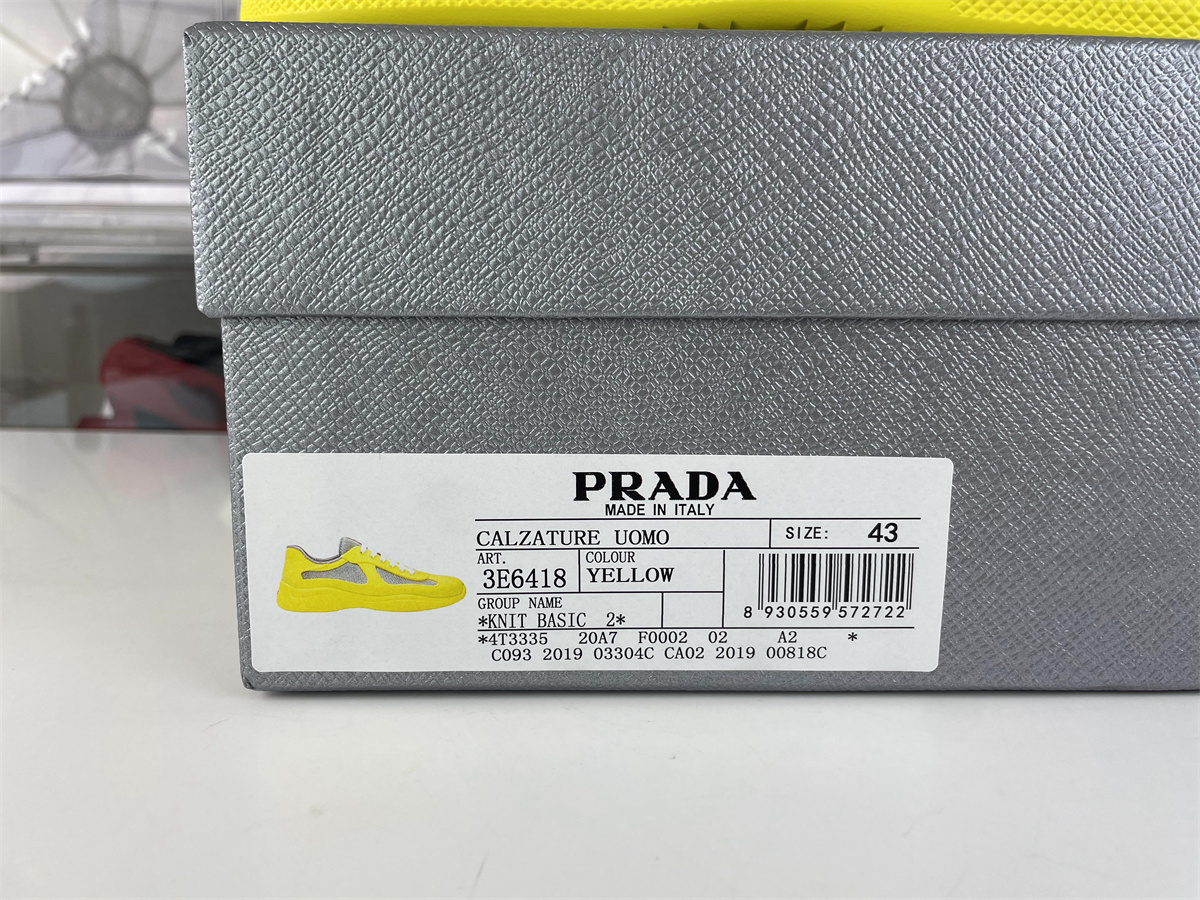 PRADA
MADE IN ITALY
CALZATURE UOMO
SIZE: 43
ART.
3E6418
COLOUR
YELLOW
GROUP NAME
*KNIT BASIC 2*
8 930559 572722
*4T3335 20A7 F0002 02 A2 *
C093 2019 03304C CA02 2019 00818C